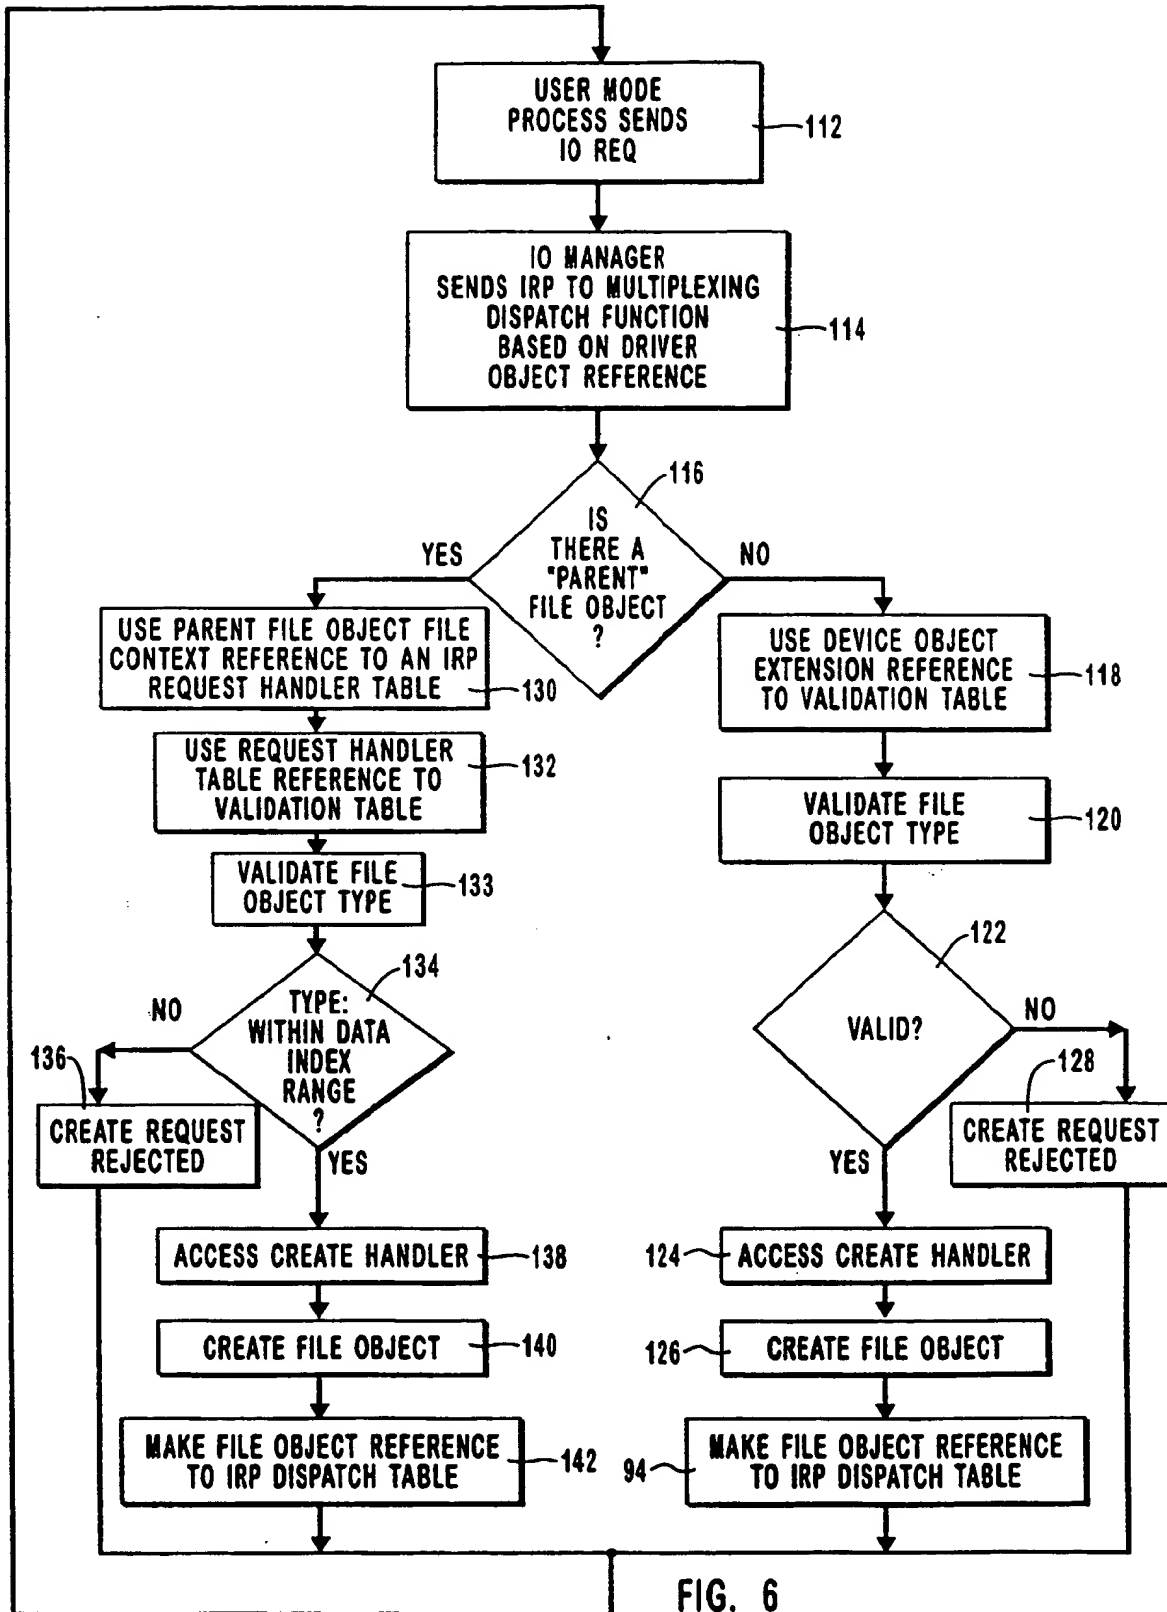 USER MODE
PROCESS SENDS
IO REQ
112
IO MANAGER
SENDS IRP TO MULTIPLEXING
DISPATCH FUNCTION
BASED ON DRIVER
OBJECT REFERENCE
114
116
IS
THERE A
"PARENT"
FILE OBJECT
?
YES
NO
USE PARENT FILE OBJECT FILE
CONTEXT REFERENCE TO AN IRP
REQUEST HANDLER TABLE
130
USE REQUEST HANDLER
TABLE REFERENCE TO
VALIDATION TABLE
132
VALIDATE FILE
OBJECT TYPE
133
134
TYPE:
WITHIN DATA
INDEX
RANGE
?
NO
136
CREATE REQUEST
REJECTED
YES
ACCESS CREATE HANDLER
138
CREATE FILE OBJECT
140
MAKE FILE OBJECT REFERENCE
TO IRP DISPATCH TABLE
142
USE DEVICE OBJECT
EXTENSION REFERENCE
TO VALIDATION TABLE
118
VALIDATE FILE
OBJECT TYPE
120
122
VALID?
NO
128
CREATE REQUEST
REJECTED
YES
124
ACCESS CREATE HANDLER
126
CREATE FILE OBJECT
94
MAKE FILE OBJECT REFERENCE
TO IRP DISPATCH TABLE
FIG. 6